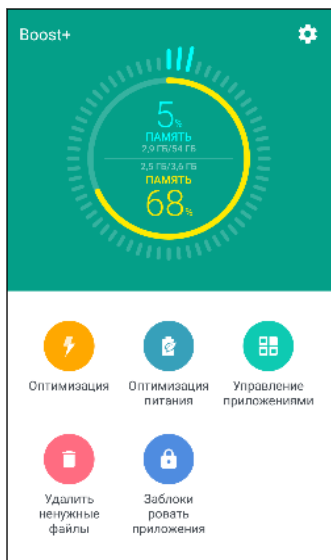 Boost+
5%
ПАМЯТЬ
2,9 ГБ/54 ГБ
2,5 ГБ/3,6 ГБ
ПАМЯТЬ
68%
Оптимизация
Оптимизация
питания
Управление
приложениями
Удалить
ненужные
файлы
Заблоки
ровать
приложения